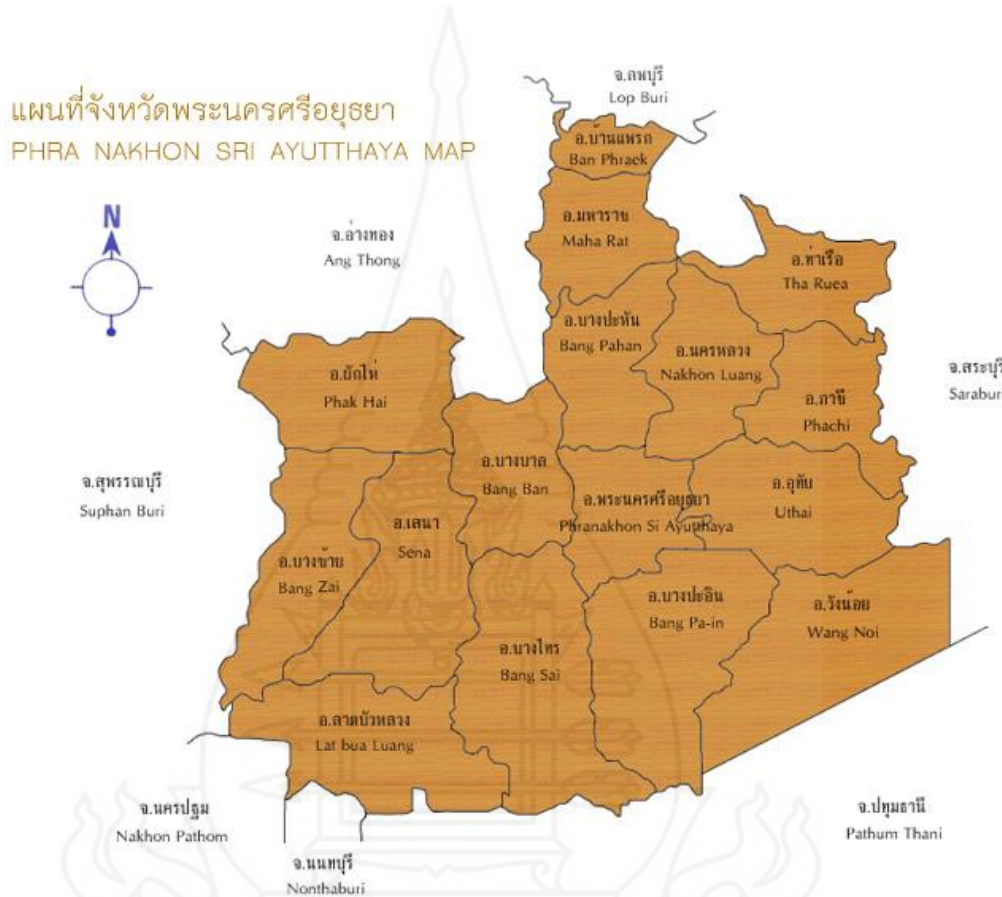 จ.ลพบุรี
Lop Buri
แผนที่จังหวัดพระนครศรีอยุธยา
PHRA NAKHON SRI AYUTTHAYA MAP
อ.บ้านแพรก
Ban Phraek
N
อ.มหาราช
Maha Rat
จ.อ่างทอง
Ang Thong
อ.ท่าเรือ
Tha Ruea
อ.บางปะหัน
Bang Pahan
อ.นครหลวง
Nakhon Luang
จ.สระบุรี
Saraburi
อ.ผักไห่
Phak Hai
อ.ภาชี
Phachi
อ.บางบาล
Bang Ban
จ.สุพรรณบุรี
Suphan Buri
อ.พระนครศรีอยุธยา
Phranakhon Si Ayutthaya
อ.อุทัย
Uthai
อ.เสนา
Sena
อ.บางซ้าย
Bang Zai
อ.บางปะอิน
Bang Pa-in
อ.วังน้อย
Wang Noi
อ.บางไทร
Bang Sai
อ.ลาดบัวหลวง
Lat bua Luang
จ.นครปฐม
Nakhon Pathom
จ.ปทุมธานี
Pathum Thani
จ.นนทบุรี
Nonthaburi